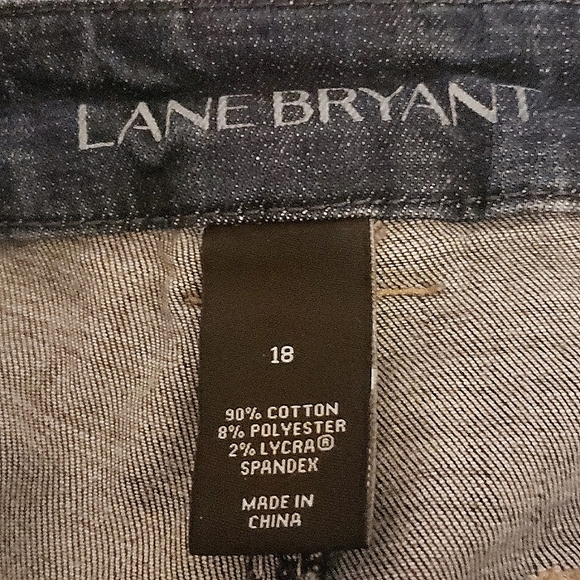 LANE BRYANT
18
90% COTTON
8% POLYESTER
2% LYCRA®
SPANDEX
MADE IN
CHINA